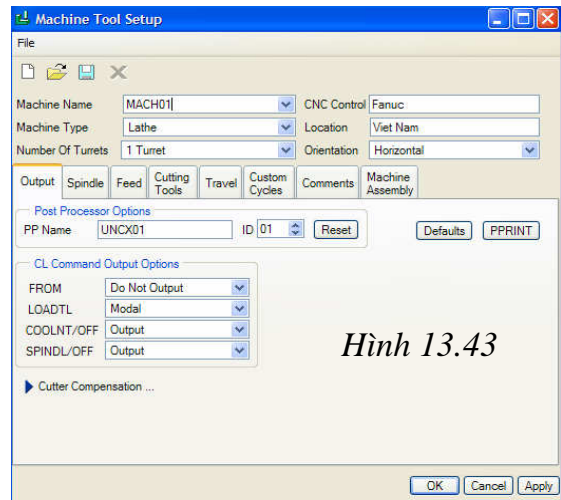 Machine Tool Setup
File
Machine Name MACH01 CNC Control Fanuc
Machine Type Lathe Location Viet Nam
Number Of Turrets 1 Turret Orientation Horizontal
Output Spindle Feed Cutting Tools Travel Custom Cycles Comments Machine Assembly
Post Processor Options
PP Name UNCX01 ID 01 Reset Defaults PPRINT
CL Command Output Options
FROM Do Not Output
LOADTL Modal
COOLNT/OFF Output
SPINDL/OFF Output
Hình 13.43
Cutter Compensation ...
OK Cancel Apply